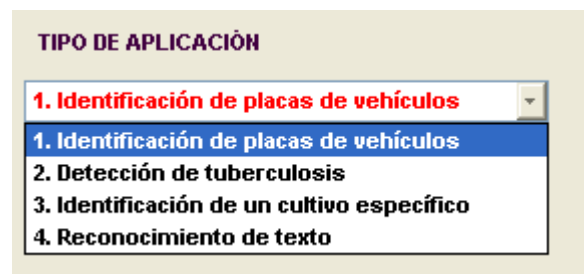 TIPO DE APLICACIÓN
1. Identificación de placas de vehículos
1. Identificación de placas de vehículos
2. Detección de tuberculosis
3. Identificación de un cultivo específico
4. Reconocimiento de texto